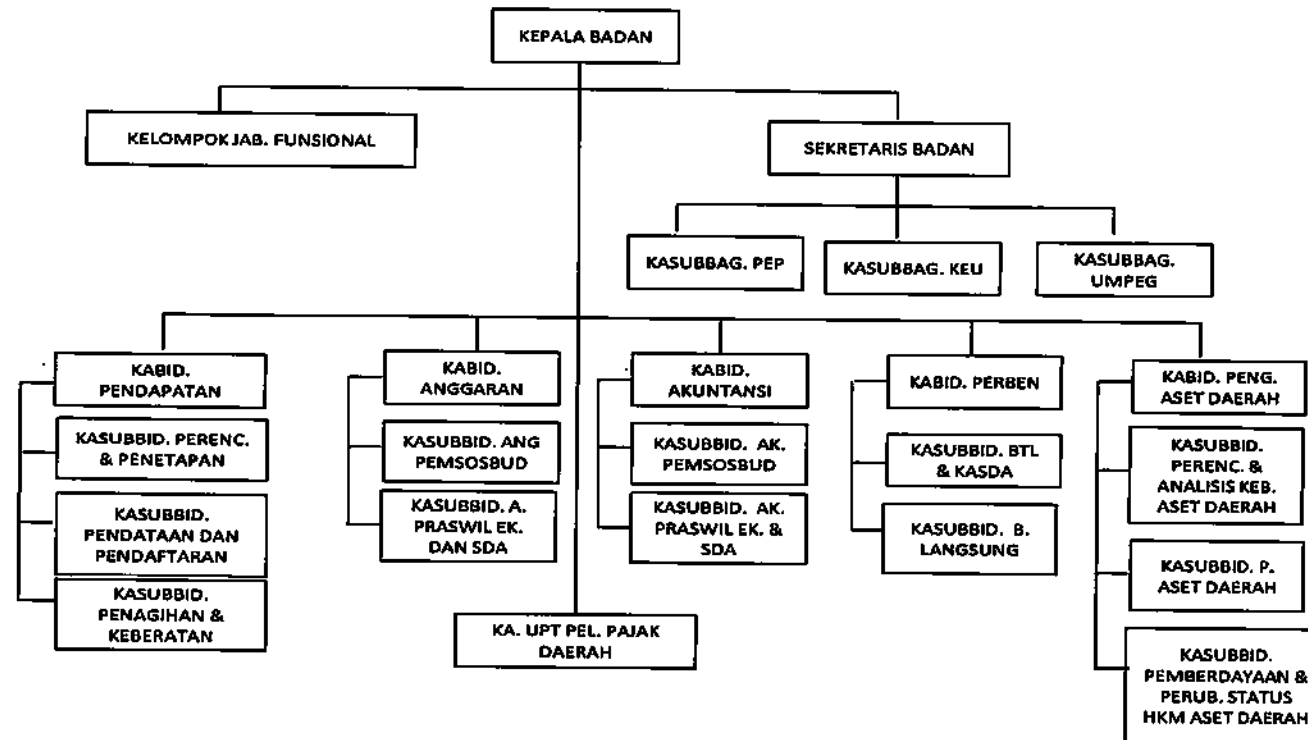 KEPALA BADAN
KELOMPOK JAB. FUNSIONAL
SEKRETARIS BADAN
KASUBBAG. PEP
KASUBBAG. KEU
KASUBBAG.
UMPEG
KABID.
PENDAPATAN
KASUBBID. PERENC.
& PENETAPAN
KASUBBID.
PENDATAAN DAN
PENDAFTARAN
KASUBBID.
PENAGIHAN &
KEBERATAN
KABID.
ANGGARAN
KASUBBID. ANG
PEMSOSBUD
KASUBBID. A.
PRASWIL EK.
DAN SDA
KABID.
AKUNTANSI
KASUBBID. AK.
PEMSOSBUD
KASUBBID. AK.
PRASWIL EK. &
SDA
KABID. PERBEN
KASUBBID. BTL
& KASDA
KASUBBID. B.
LANGSUNG
KABID. PENG.
ASET DAERAH
KASUBBID.
PERENC. &
ANALISIS KEB.
ASET DAERAH
KASUBBID. P.
ASET DAERAH
KASUBBID.
PEMBERDAYAAN &
PERUB. STATUS
HKM ASET DAERAH
KA. UPT PEL. PAJAK
DAERAH